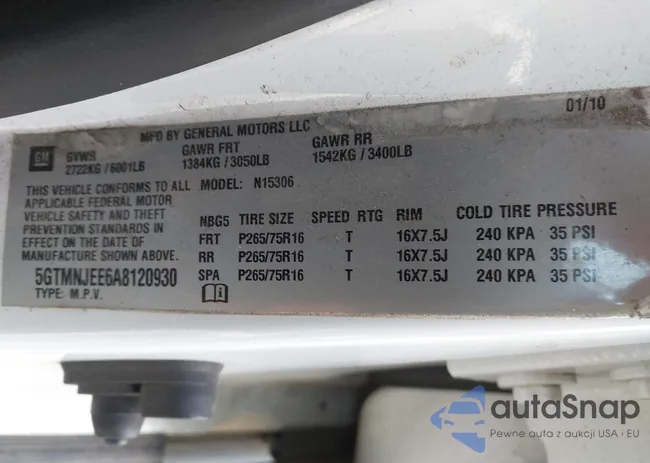 01/10
MFD BY GENERAL MOTORS LLC
GM
GVWR GAWR FRT GAWR RR
2722KG/6001LB 1384KG/3050LB 1542KG/3400LB
THIS VEHICLE CONFORMS TO ALL MODEL: N15306
APPLICABLE FEDERAL MOTOR
VEHICLE SAFETY AND THEFT
PREVENTION STANDARDS IN
EFFECT ON THE DATE OF
MANUFACTURE SHOWN ABOVE.
5GTMNJEE6A8120930
TYPE: M.P.V.
NBG5 TIRE SIZE SPEED RTG RIM COLD TIRE PRESSURE
FRT P265/75R16 T 16X7.5J 240 KPA 35 PSI
RR P265/75R16 T 16X7.5J 240 KPA 35 PSI
SPA P265/75R16 T 16X7.5J 240 KPA 35 PSI
autaSnap
Pewne auta z aukcji USA i EU